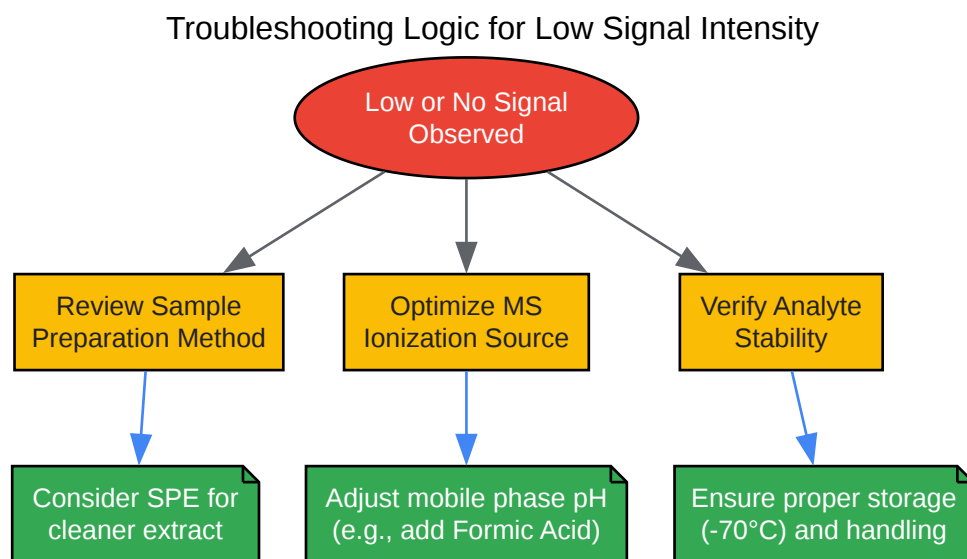 Troubleshooting Logic for Low Signal Intensity
Low or No Signal
Observed
Review Sample
Preparation Method
Optimize MS
Ionization Source
Verify Analyte
Stability
Consider SPE for
cleaner extract
Adjust mobile phase pH
(e.g., add Formic Acid)
Ensure proper storage
(-70°C) and handling